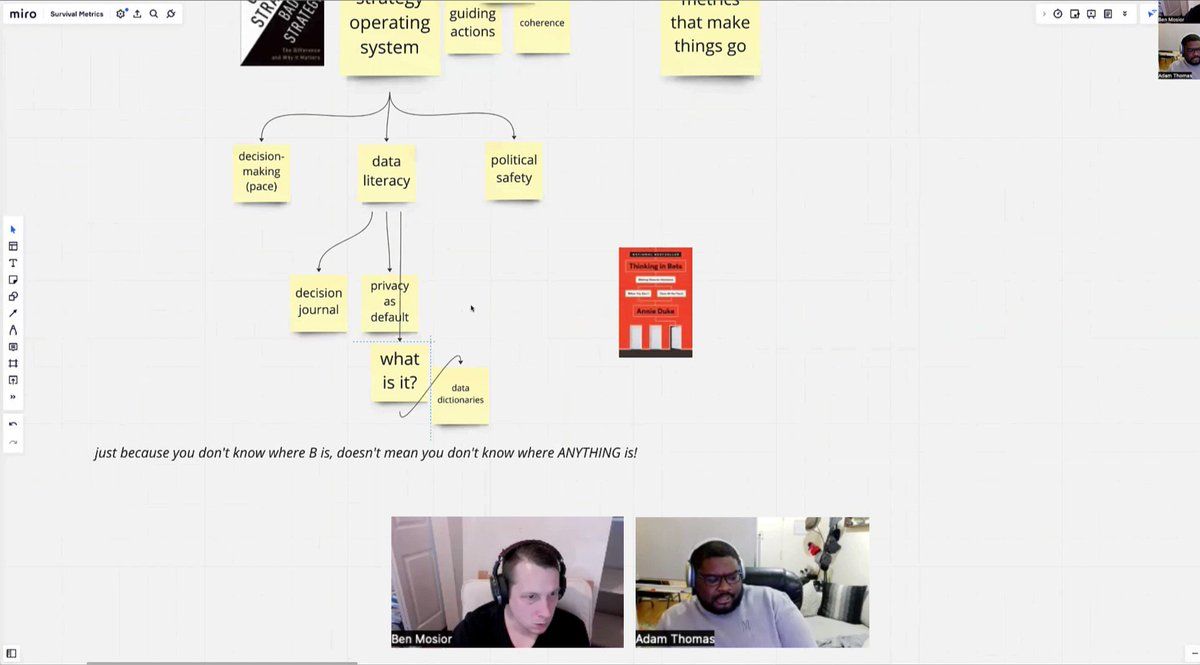 miro
Survival Metrics
STRA
BAD
STRATEGY
The Difference
and Why It Matters
strategy
operating
system
guiding
actions
coherence
metrics
that make
things go
Ben Mosior
Adam Thomas
decision-
making
(pace)
data
literacy
political
safety
decision
journal
privacy
as
default
what
is it?
data
dictionaries
Thinking in Bets
Annie Duke
just because you don't know where B is, doesn't mean you don't know where ANYTHING is!
Ben Mosior
Adam Thomas